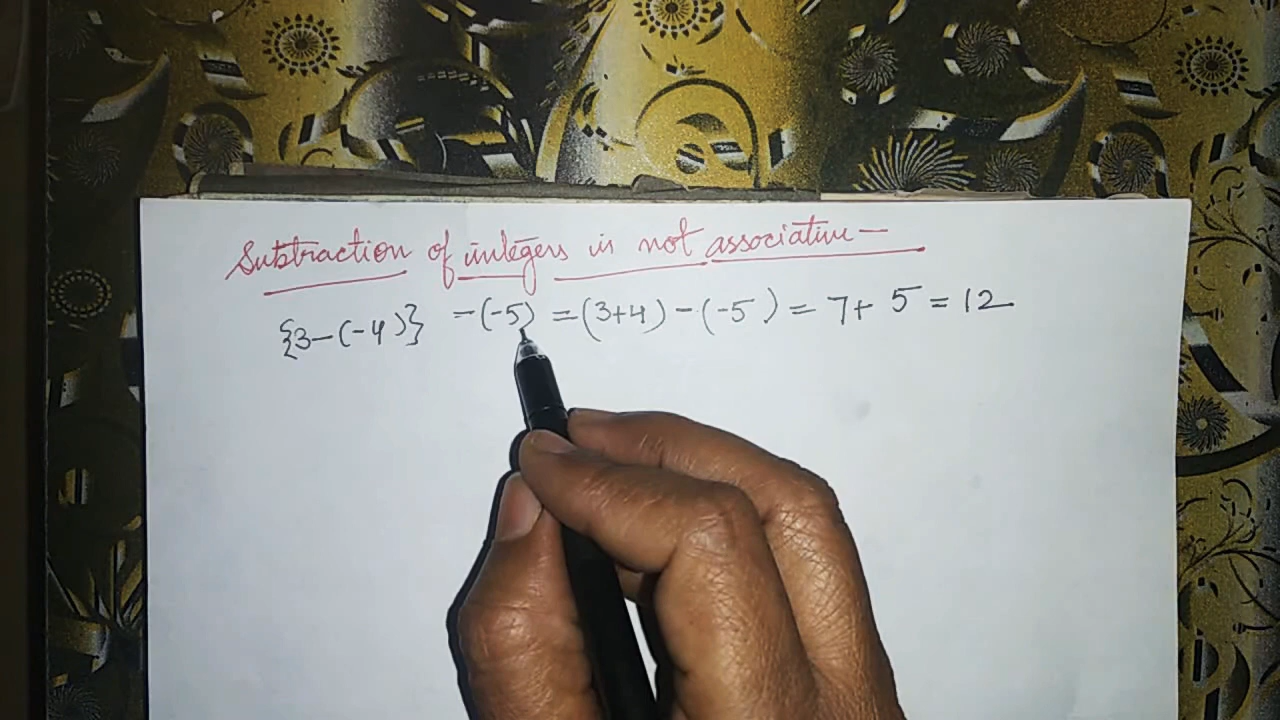 Subtraction of integers is not associative—
{3-(-4)} -(-5) =(3+4)-(-5)= 7+ 5 = 12